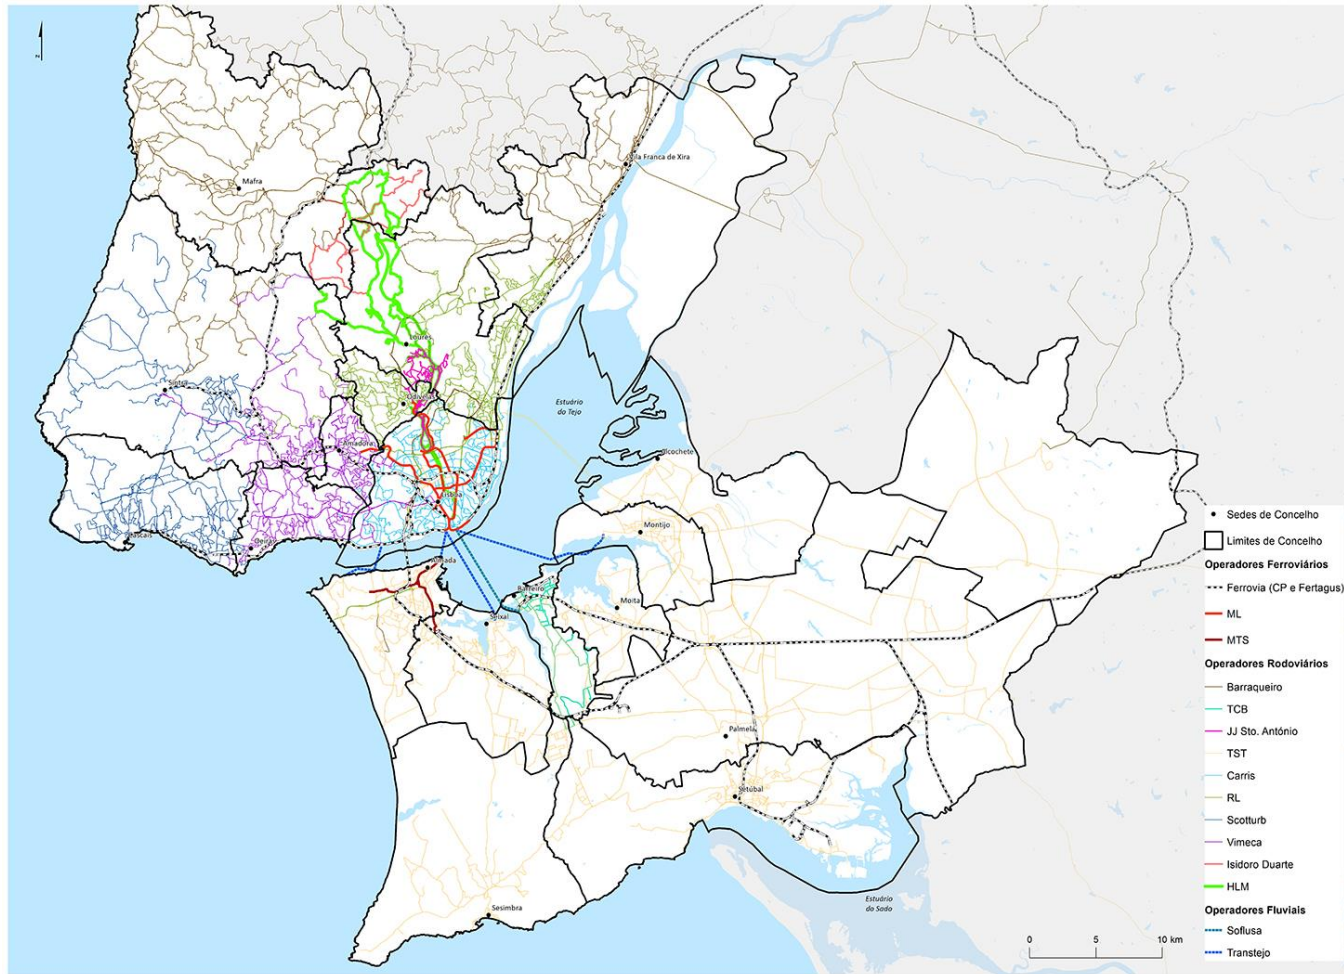 Mafra
Vila Franca de Xira
Loures
Sintra
Odivelas
Amadora
Estuário
do Tejo
Alcochete
Lisboa
Montijo
Cascais
Oeiras
Almada
Barreiro
Moita
Seixal
Palmela
Setúbal
Sesimbra
Estuário
do Sado
Sedes de Concelho
Limites de Concelho
Operadores Ferroviários
Ferrovia (CP e Fertagus)
ML
MTS
Operadores Rodoviários
Barraqueiro
TCB
JJ Sto. António
TST
Carris
RL
Scotturb
Vimeca
Isidoro Duarte
HLM
Operadores Fluviais
Soflusa
Transtejo
0 5 10 km